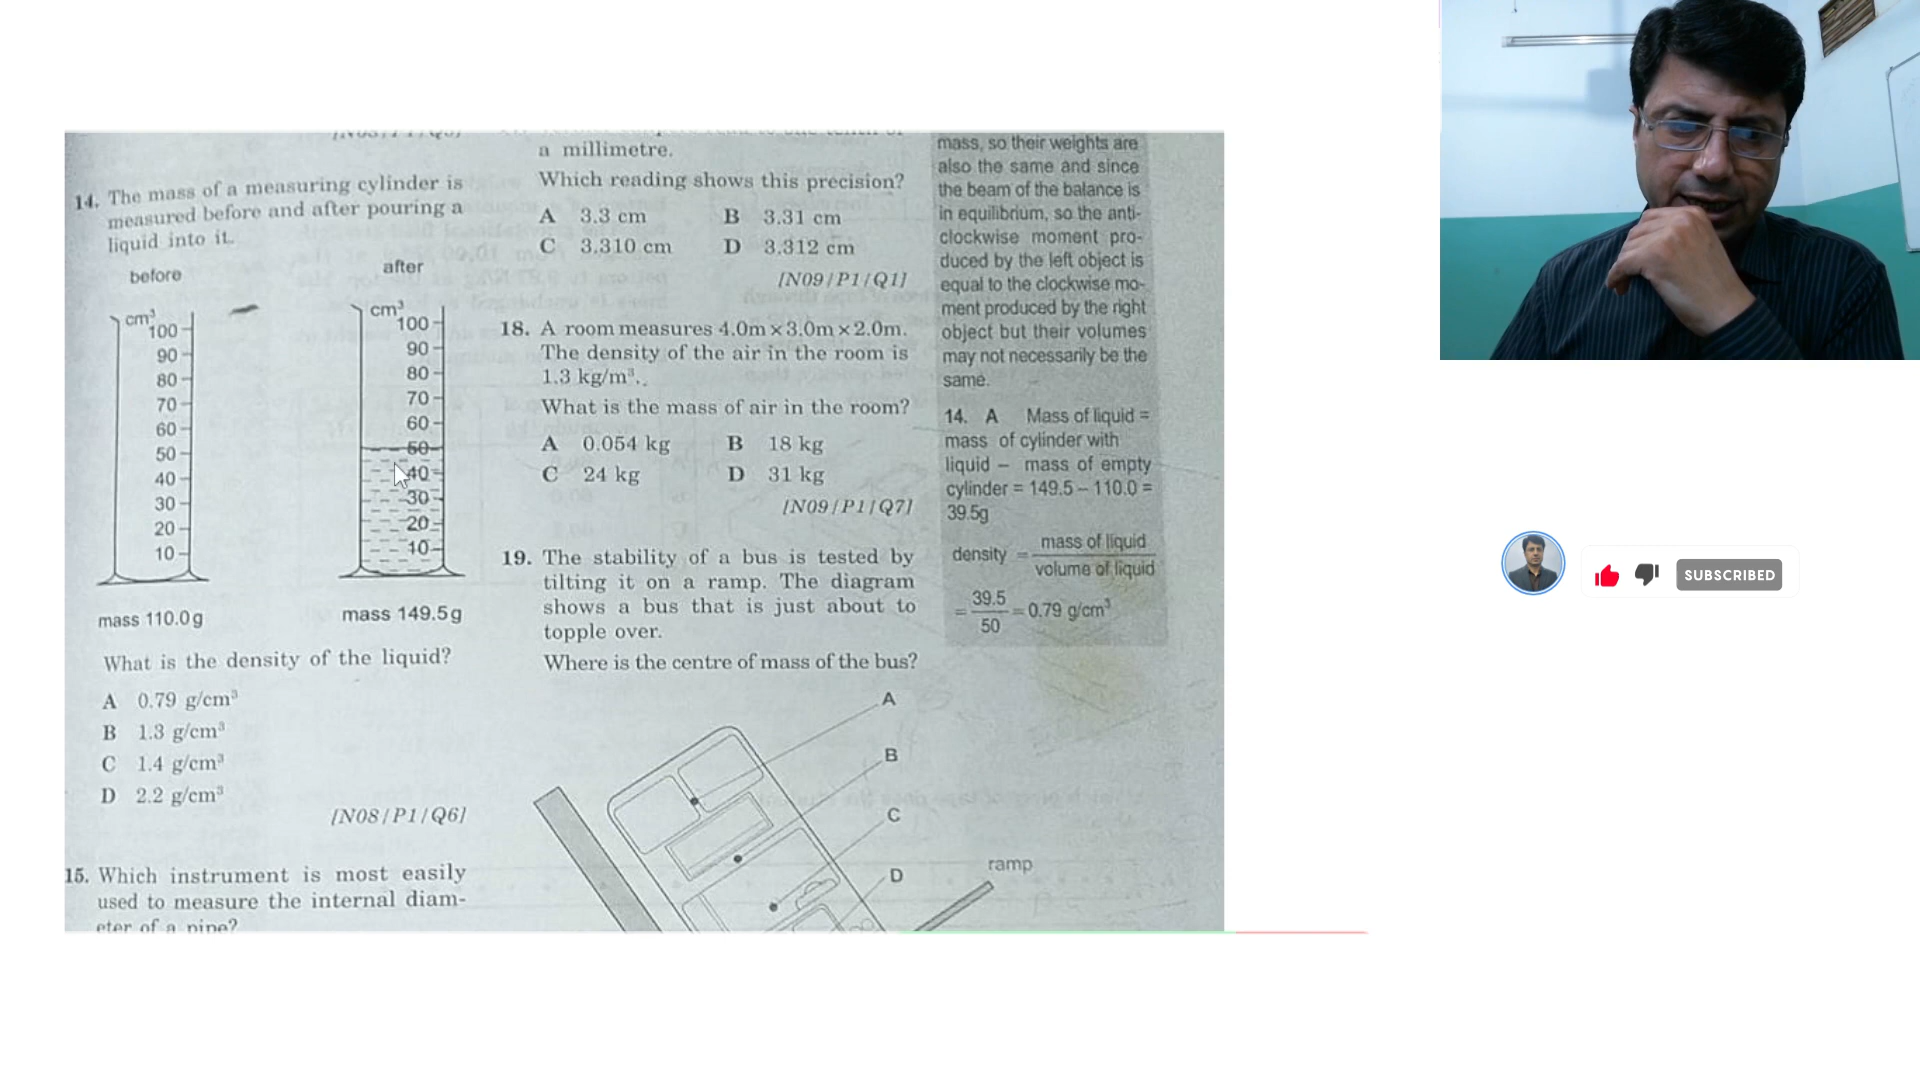 14. The mass of a measuring cylinder is
measured before and after pouring a
liquid into it.
before
after
cm³
100
90
80
70
60
50
40
30
20
10
mass 110.0g
cm³
100
90
80
70
60
50
40
30
20
10
mass 149.5g
What is the density of the liquid?
A 0.79 g/cm³
B 1.3 g/cm³
C 1.4 g/cm³
D 2.2 g/cm³
[N08/P1/Q6]
15. Which instrument is most easily
used to measure the internal diam-
eter of a pipe?
a millimetre.
Which reading shows this precision?
A 3.3 cm B 3.31 cm
C 3.310 cm D 3.312 cm
[N09/P1/Q1]
18. A room measures 4.0m×3.0m×2.0m.
The density of the air in the room is
1.3 kg/m³.
What is the mass of air in the room?
A 0.054 kg B 18 kg
C 24 kg D 31 kg
[N09/P1/Q7]
19. The stability of a bus is tested by
tilting it on a ramp. The diagram
shows a bus that is just about to
topple over.
Where is the centre of mass of the bus?
A
B
C
D
ramp
mass, so their weights are
also the same and since
the beam of the balance is
in equilibrium, so the anti-
clockwise moment pro-
duced by the left object is
equal to the clockwise mo-
ment produced by the right
object but their volumes
may not necessarily be the
same.
14. A Mass of liquid =
mass of cylinder with
liquid – mass of empty
cylinder = 149.5 – 110.0 =
39.5g
density = mass of liquid
volume of liquid
= 39.5
50
= 0.79 g/cm³
SUBSCRIBED